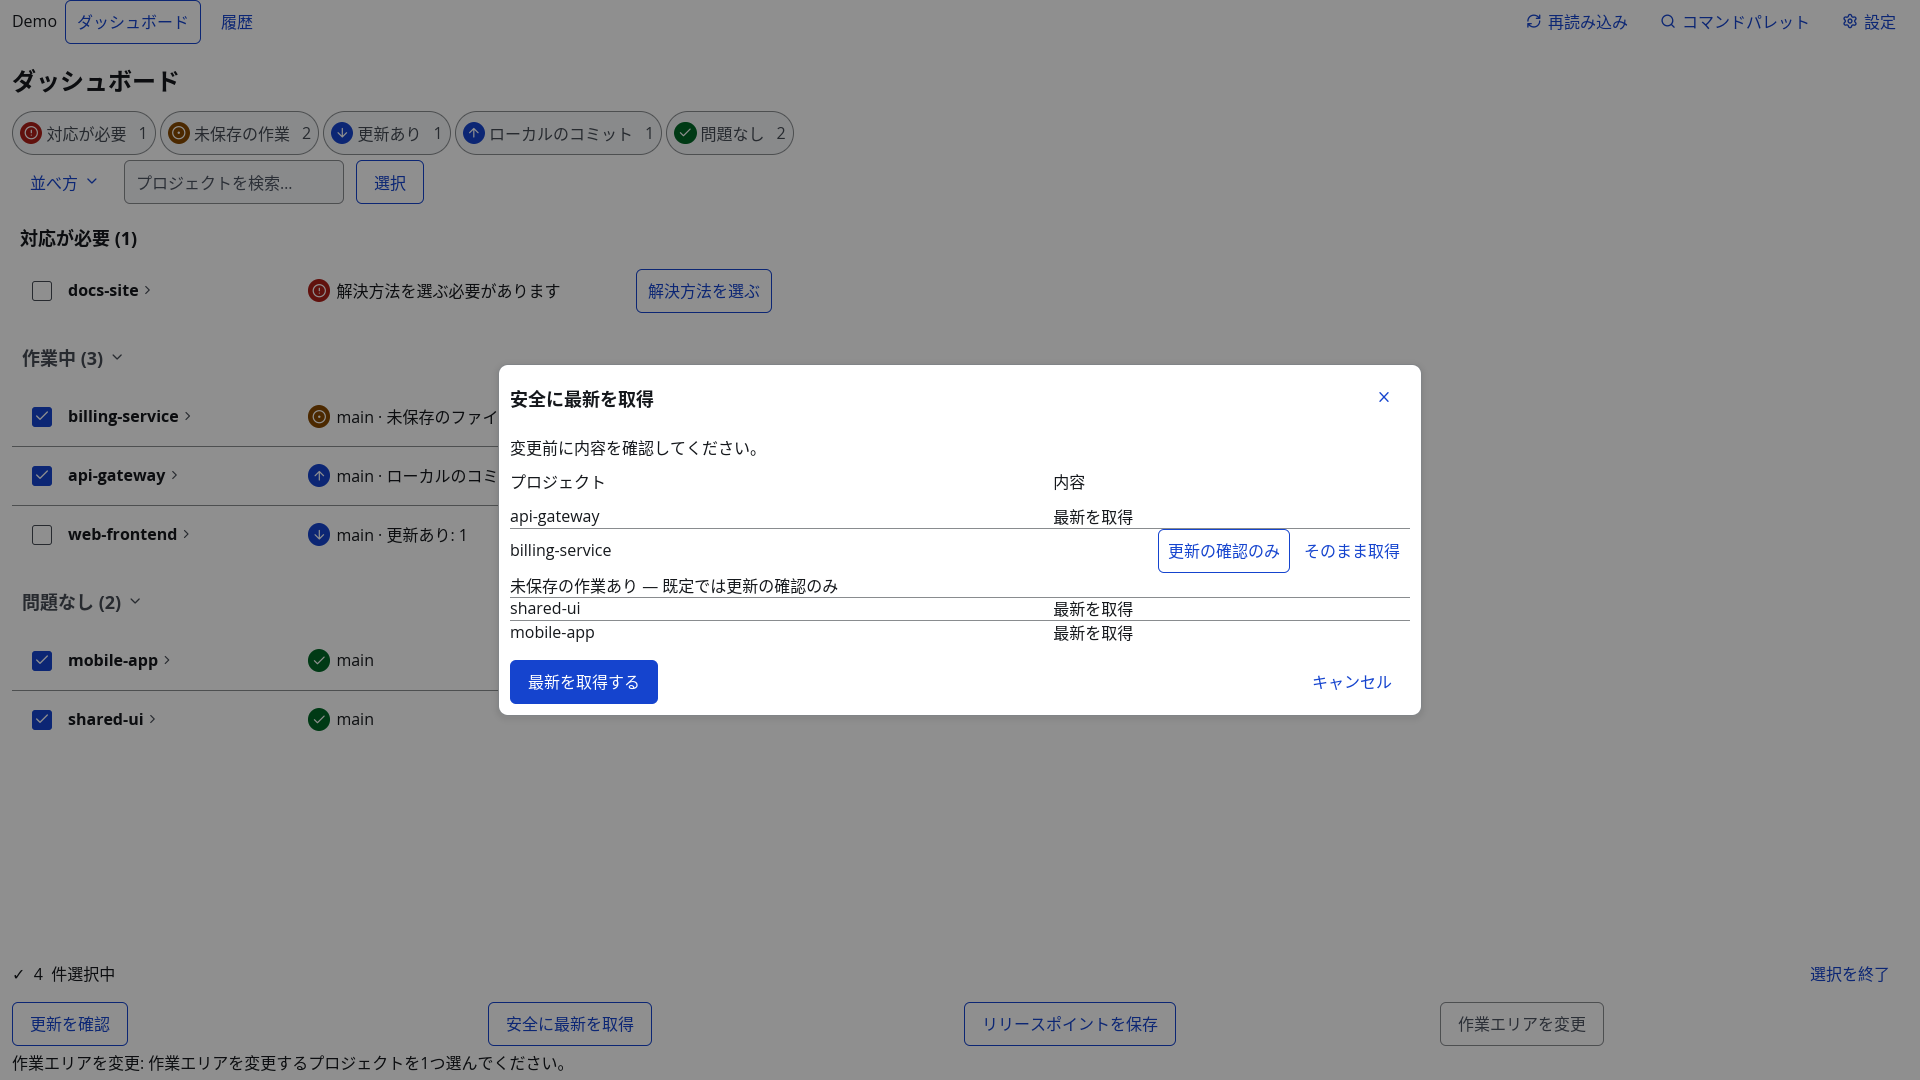 Demo ダッシュボード 履歴 再読み込み コマンドパレット 設定
ダッシュボード
対応が必要 1 未保存の作業 2 更新あり 1 ローカルのコミット 1 問題なし 2
並べ方 プロジェクトを検索... 選択
対応が必要 (1)
docs-site 解決方法を選ぶ必要があります 解決方法を選ぶ
作業中 (3)
billing-service main · 未保存のファイ
api-gateway main · ローカルのコミ
web-frontend main · 更新あり: 1
問題なし (2)
mobile-app main
shared-ui main
安全に最新を取得
変更前に内容を確認してください。
プロジェクト 内容
api-gateway 最新を取得
billing-service 更新の確認のみ そのまま取得
未保存の作業あり — 既定では更新の確認のみ
shared-ui 最新を取得
mobile-app 最新を取得
最新を取得する キャンセル
✓ 4 件選択中 選択を終了
更新を確認 安全に最新を取得 リリースポイントを保存 作業エリアを変更
作業エリアを変更: 作業エリアを変更するプロジェクトを1つ選んでください。